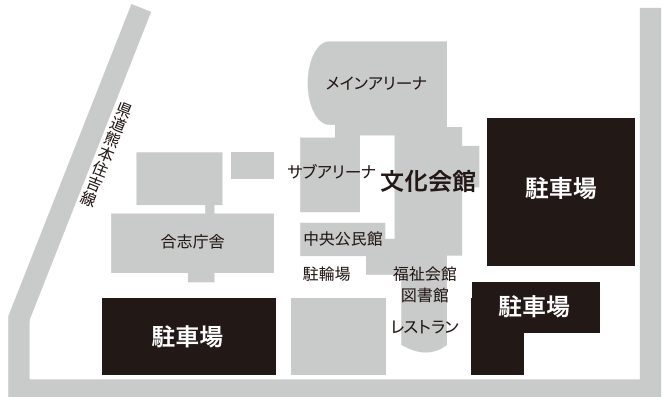 メインアリーナ
県道熊本住吉線
サブアリーナ
文化会館
駐車場
合志庁舎
中央公民館
駐輪場
福祉会館
図書館
レストラン
駐車場
駐車場